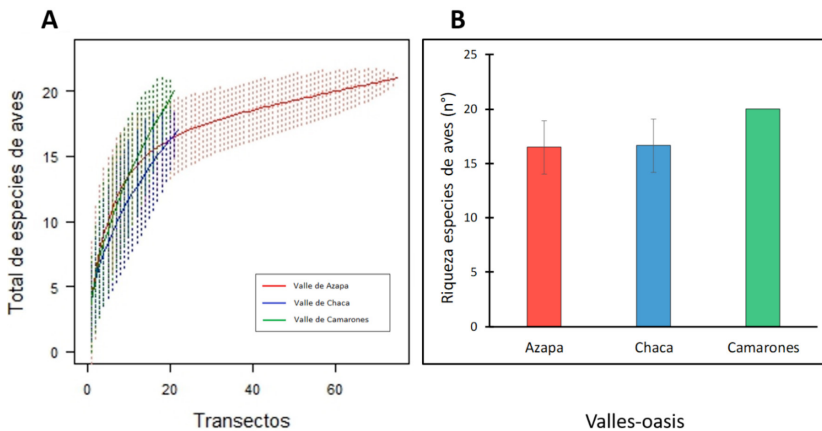 A
Total de especies de aves
20
15
10
5
0
Valle de Azapa
Valle de Chaca
Valle de Camarones
0
20
40
60
Transectos
B
Riqueza especies de aves (n°)
25
20
15
10
5
0
Azapa
Chaca
Camarones
Valles-oasis